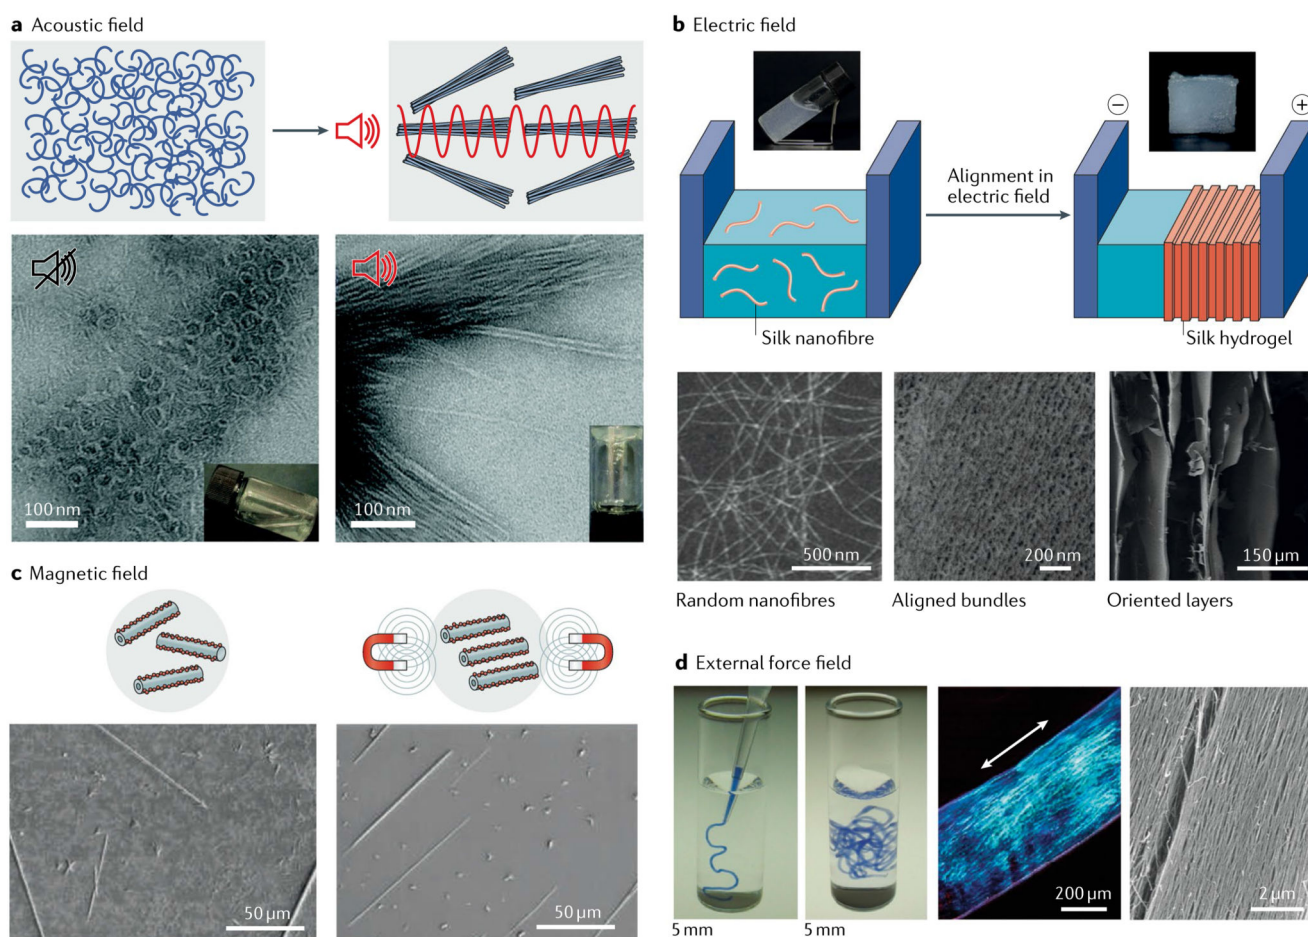 a Acoustic field
100 nm
100 nm
b Electric field
−
+
Alignment in
electric field
Silk nanofibre
Silk hydrogel
500 nm
200 nm
150 µm
Random nanofibres
Aligned bundles
Oriented layers
c Magnetic field
50 µm
50 µm
d External force field
200 µm
2 µm
5 mm
5 mm